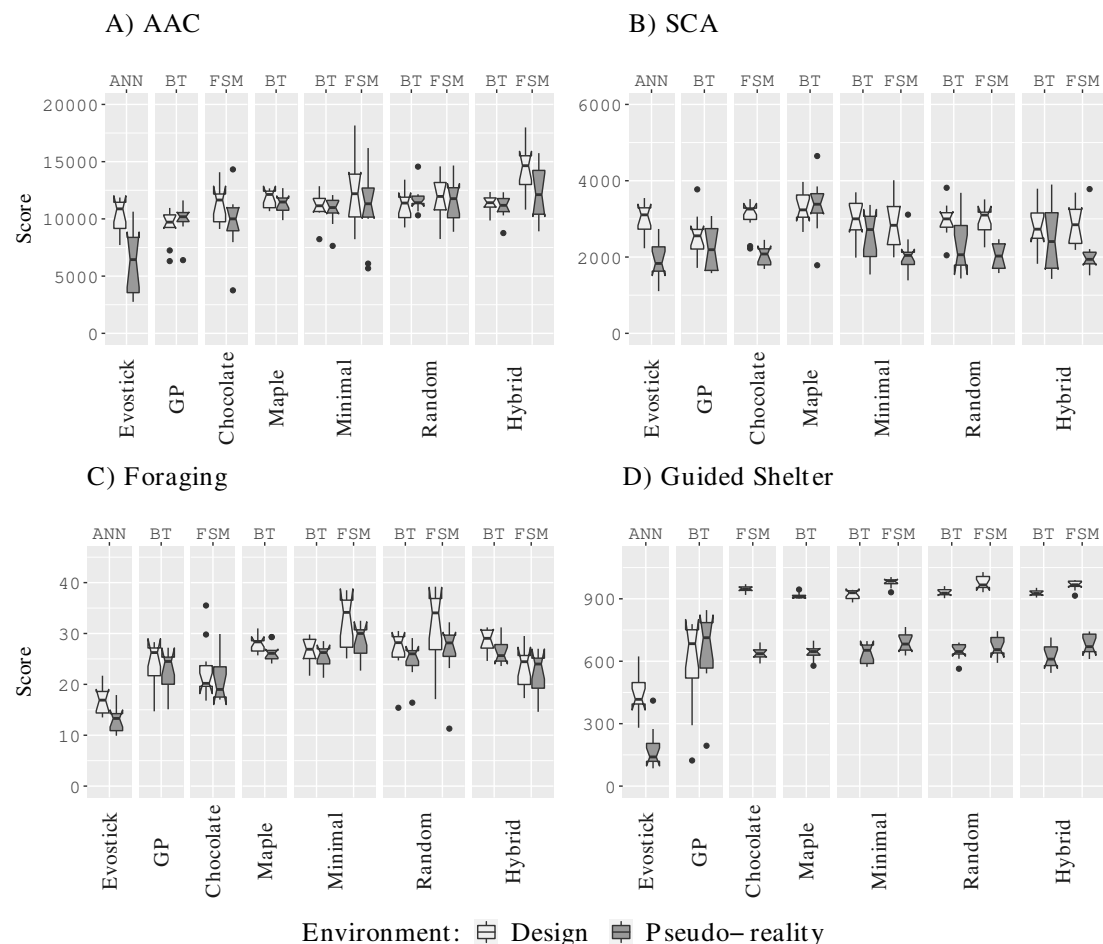 A) AAC
B) SCA
ANN BT FSM BT BT FSM BT FSM BT FSM
ANN BT FSM BT BT FSM BT FSM BT FSM
20000
15000
10000
5000
0
Score
6000
4000
2000
0
Evostick GP Chocolate Maple Minimal Random Hybrid
Evostick GP Chocolate Maple Minimal Random Hybrid
C) Foraging
D) Guided Shelter
ANN BT FSM BT BT FSM BT FSM BT FSM
ANN BT FSM BT BT FSM BT FSM BT FSM
40
30
20
10
0
Score
900
600
300
0
Evostick GP Chocolate Maple Minimal Random Hybrid
Evostick GP Chocolate Maple Minimal Random Hybrid
Environment: Design Pseudo-reality